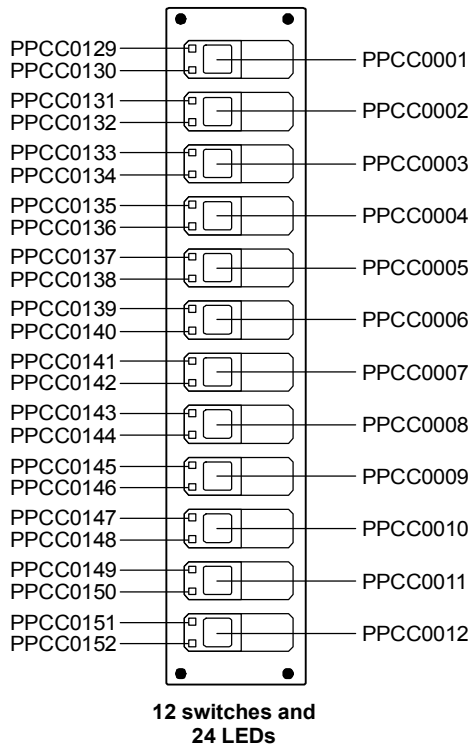 PPCC0129
PPCC0130
PPCC0001
PPCC0131
PPCC0132
PPCC0002
PPCC0133
PPCC0134
PPCC0003
PPCC0135
PPCC0136
PPCC0004
PPCC0137
PPCC0138
PPCC0005
PPCC0139
PPCC0140
PPCC0006
PPCC0141
PPCC0142
PPCC0007
PPCC0143
PPCC0144
PPCC0008
PPCC0145
PPCC0146
PPCC0009
PPCC0147
PPCC0148
PPCC0010
PPCC0149
PPCC0150
PPCC0011
PPCC0151
PPCC0152
PPCC0012
12 switches and
24 LEDs